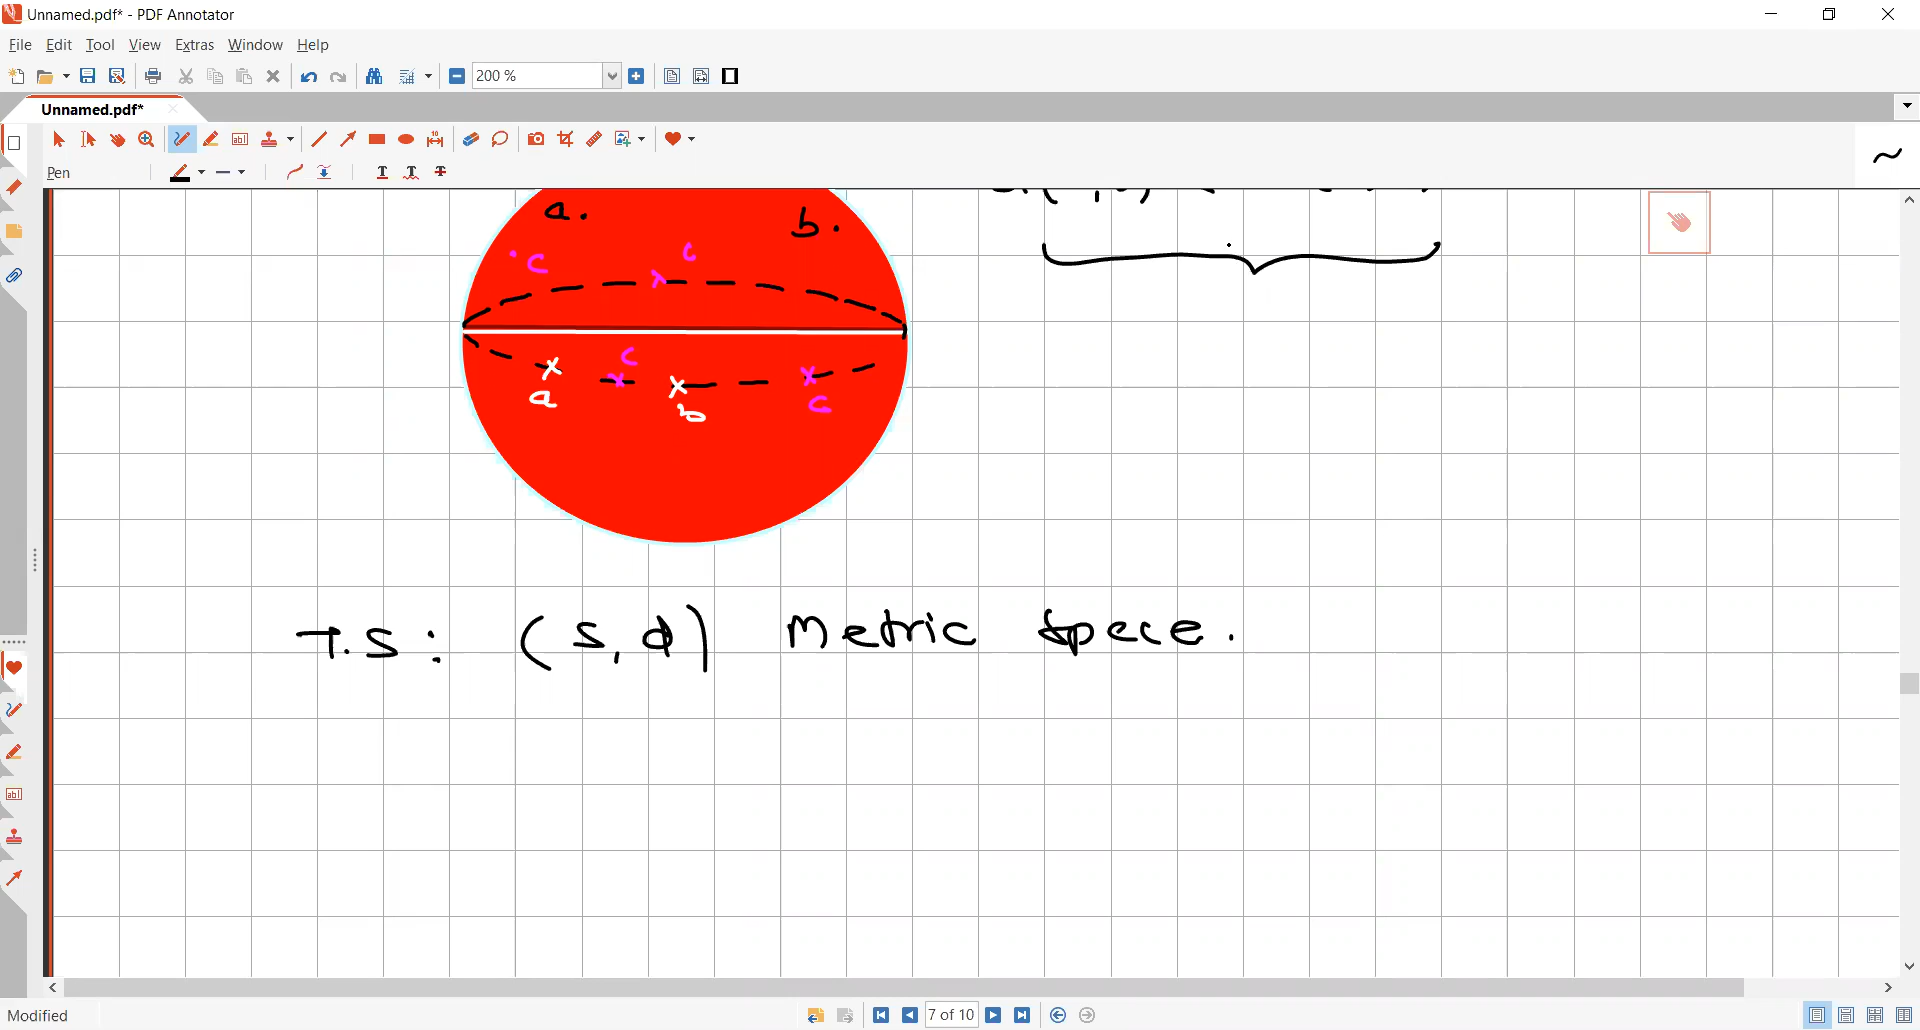 Unnamed.pdf* - PDF Annotator
File Edit Tool View Extras Window Help
200 %
Unnamed.pdf*
Pen
a.
b.
c
c
c
a
b
c
T.S: (S, d) Metric Space.
Modified
7 of 10